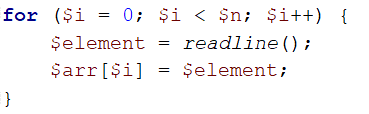 for ($i = 0; $i < $n; $i++) {
    $element = readline();
    $arr[$i] = $element;
}